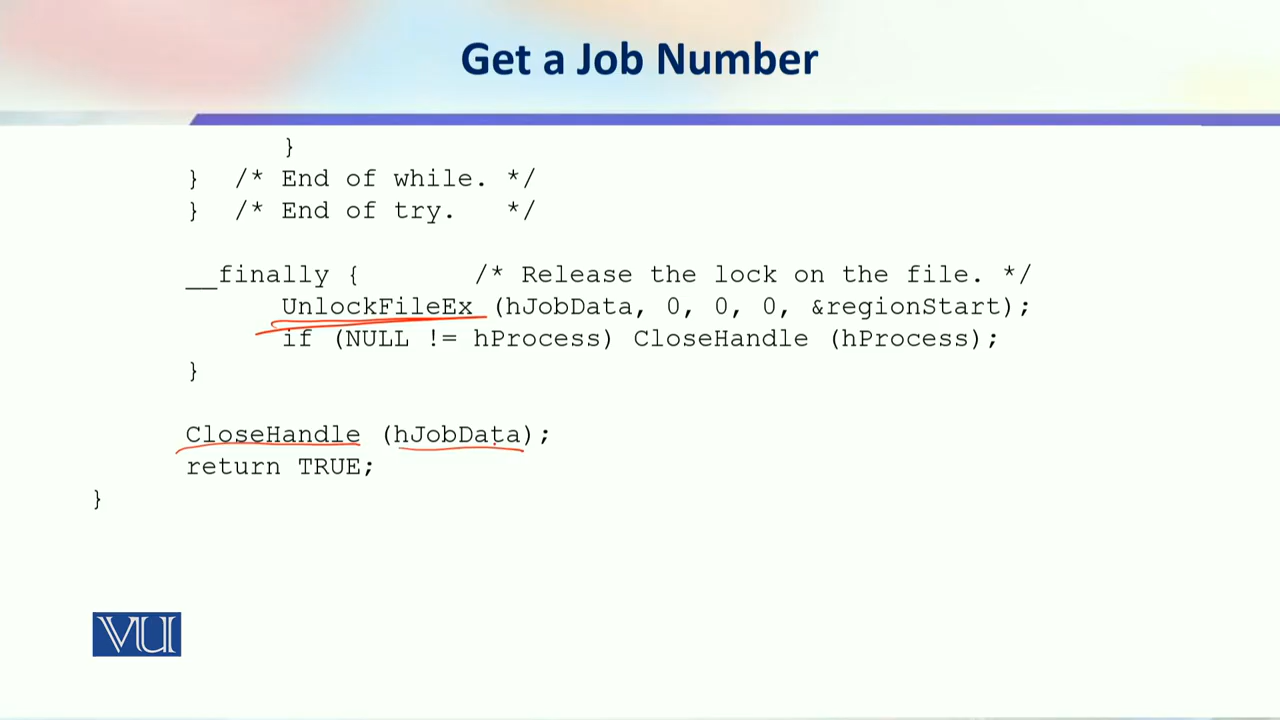 Get a Job Number
}
} /* End of while. */
} /* End of try. */
__finally { /* Release the lock on the file. */
UnlockFileEx (hJobData, 0, 0, 0, &regionStart);
if (NULL != hProcess) CloseHandle (hProcess);
}
CloseHandle (hJobData);
return TRUE;
}
VU